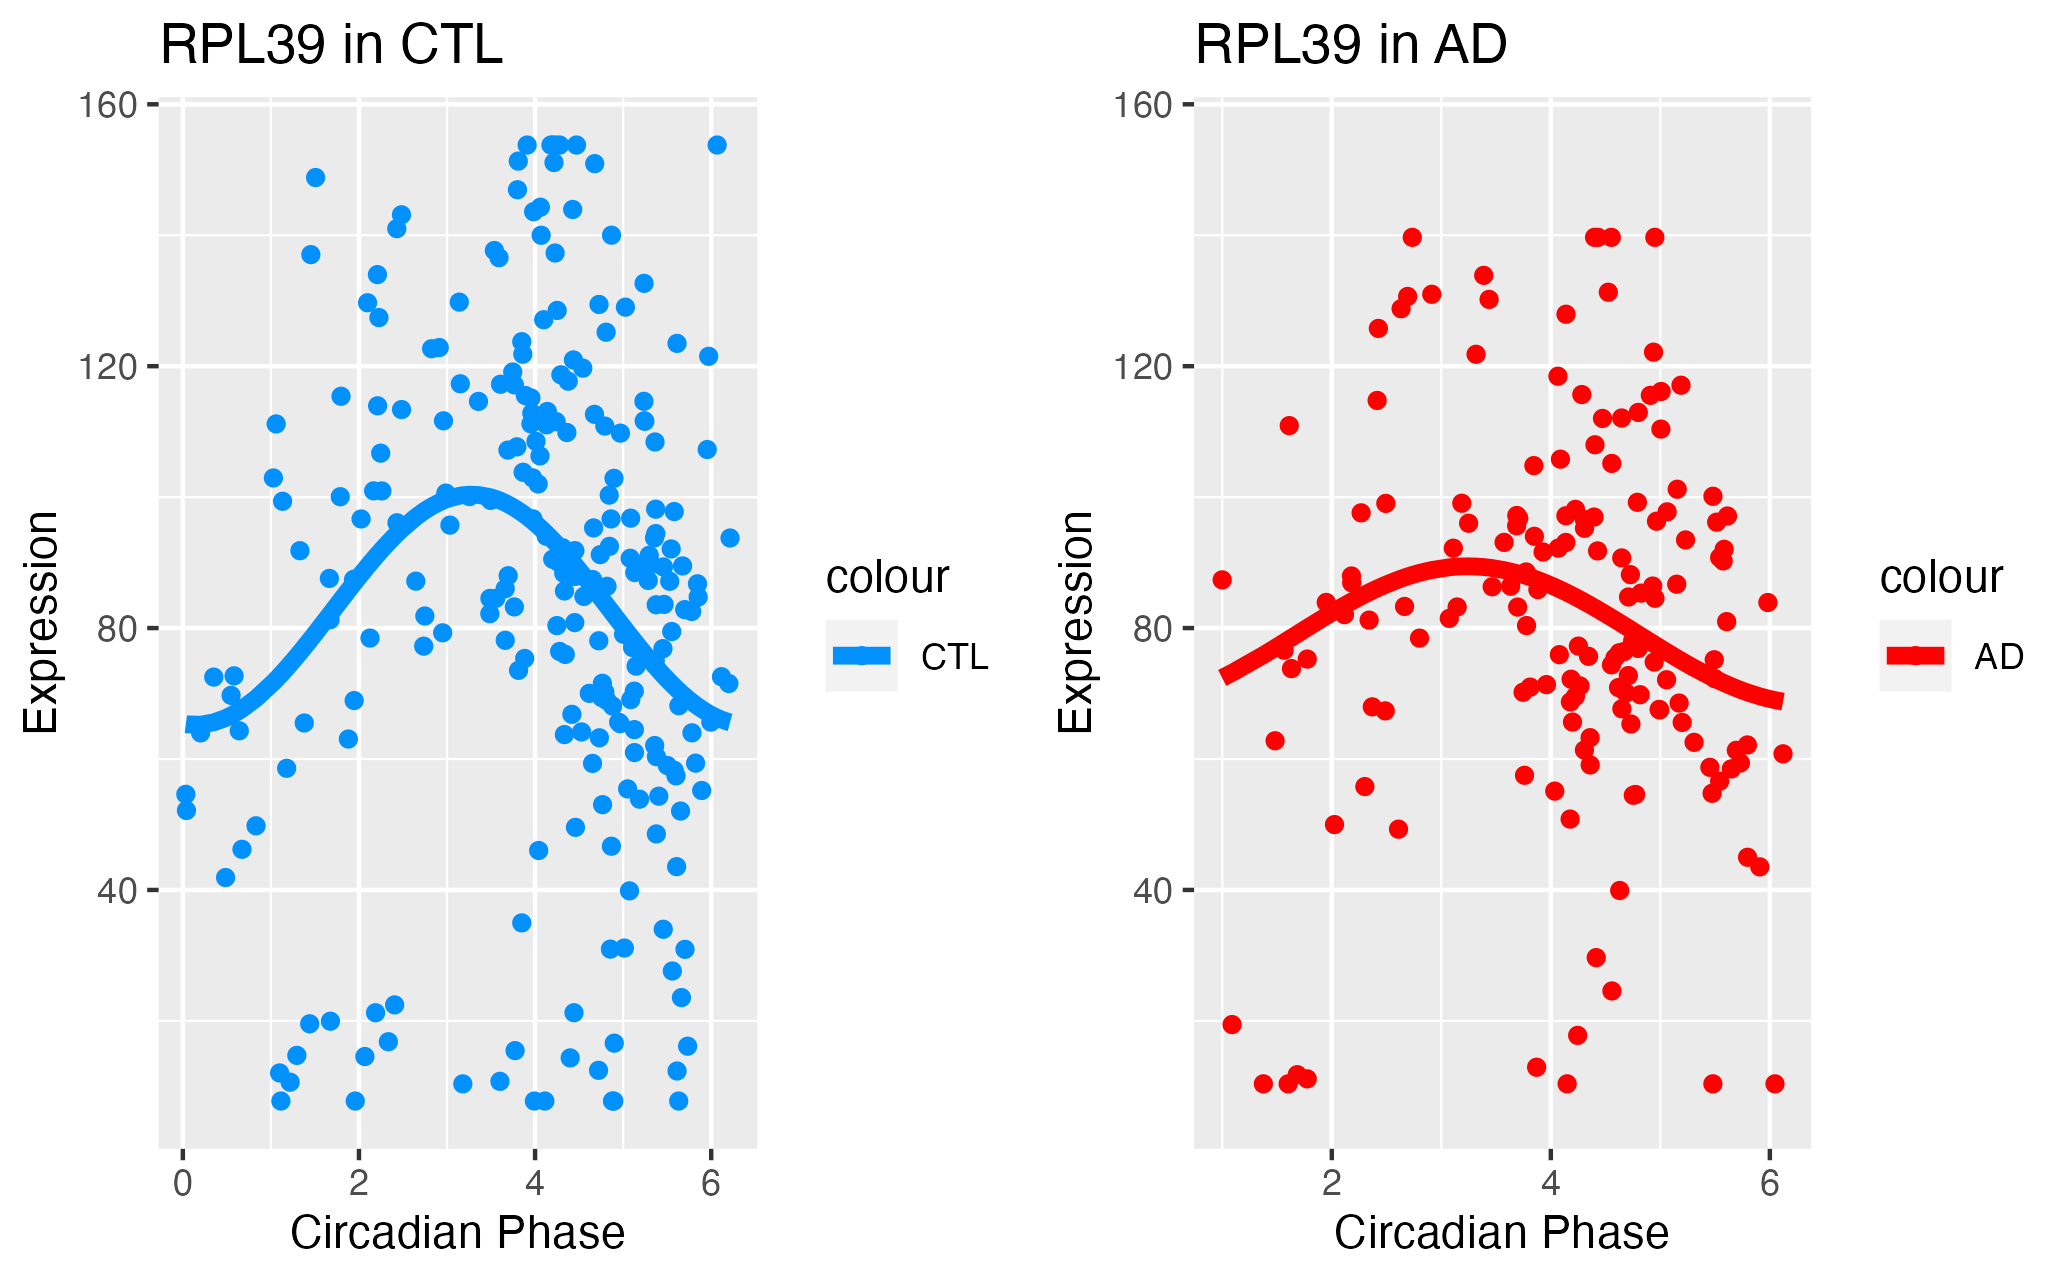 RPL39 in CTL
160
120
80
40
Expression
0 2 4 6
Circadian Phase
colour
CTL
RPL39 in AD
160
120
80
40
Expression
2 4 6
Circadian Phase
colour
AD